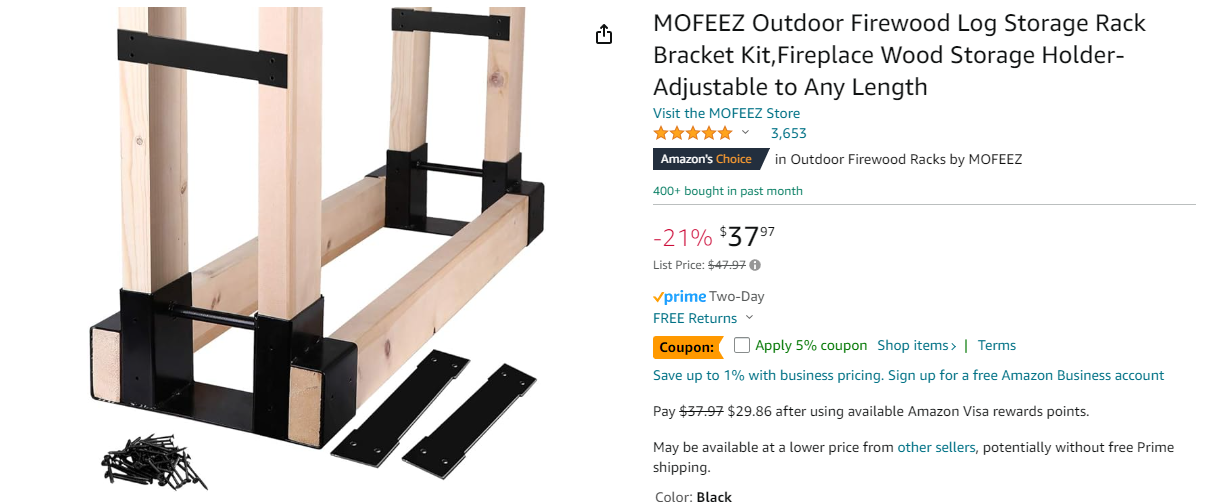 MOFEEZ Outdoor Firewood Log Storage Rack
Bracket Kit,Fireplace Wood Storage Holder-
Adjustable to Any Length
Visit the MOFEEZ Store
3,653
Amazon's Choice in Outdoor Firewood Racks by MOFEEZ
400+ bought in past month
-21% $3797
List Price: $47.97
prime Two-Day
FREE Returns
Coupon: Apply 5% coupon Shop items> | Terms
Save up to 1% with business pricing. Sign up for a free Amazon Business account
Pay $37.97 $29.86 after using available Amazon Visa rewards points.
May be available at a lower price from other sellers, potentially without free Prime
shipping.
Color: Black